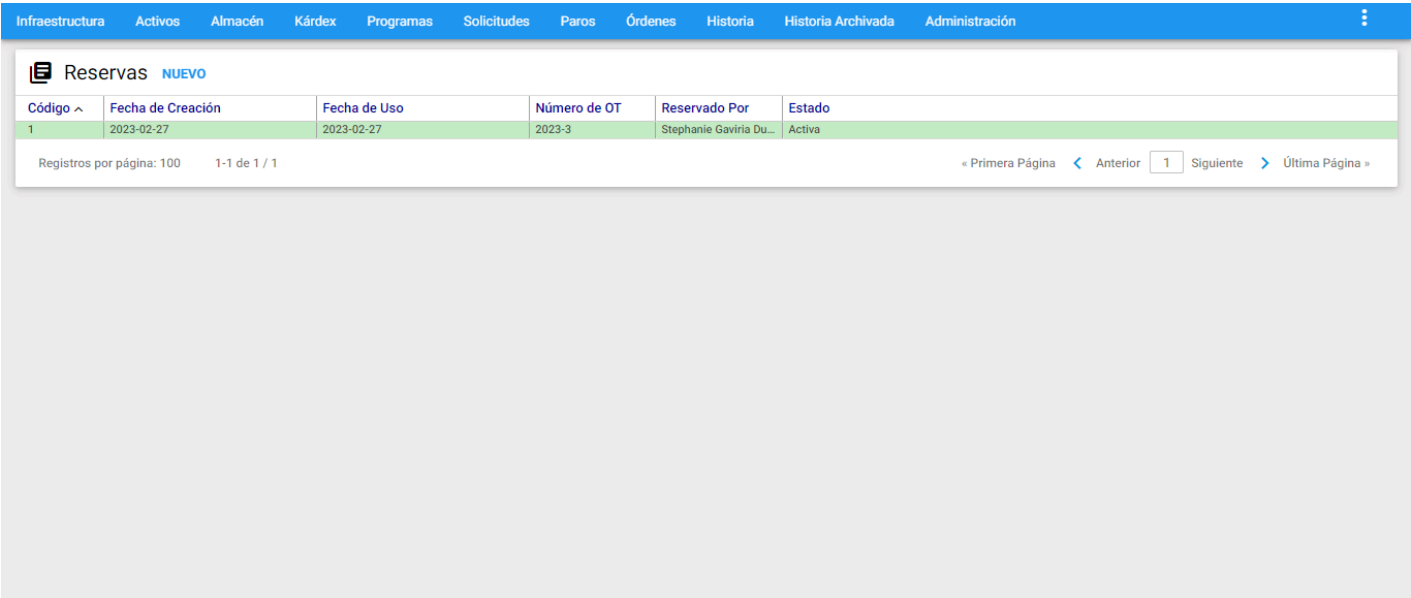 Infraestructura Activos Almacén Kárdex Programas Solicitudes Paros Órdenes Historia Historia Archivada Administración
Reservas NUEVO
Código Fecha de Creación Fecha de Uso Número de OT Reservado Por Estado
1 2023-02-27 2023-02-27 2023-3 Stephanie Gaviria Du... Activa
Registros por página: 100 1-1 de 1 / 1 « Primera Página Anterior 1 Siguiente Última Página »